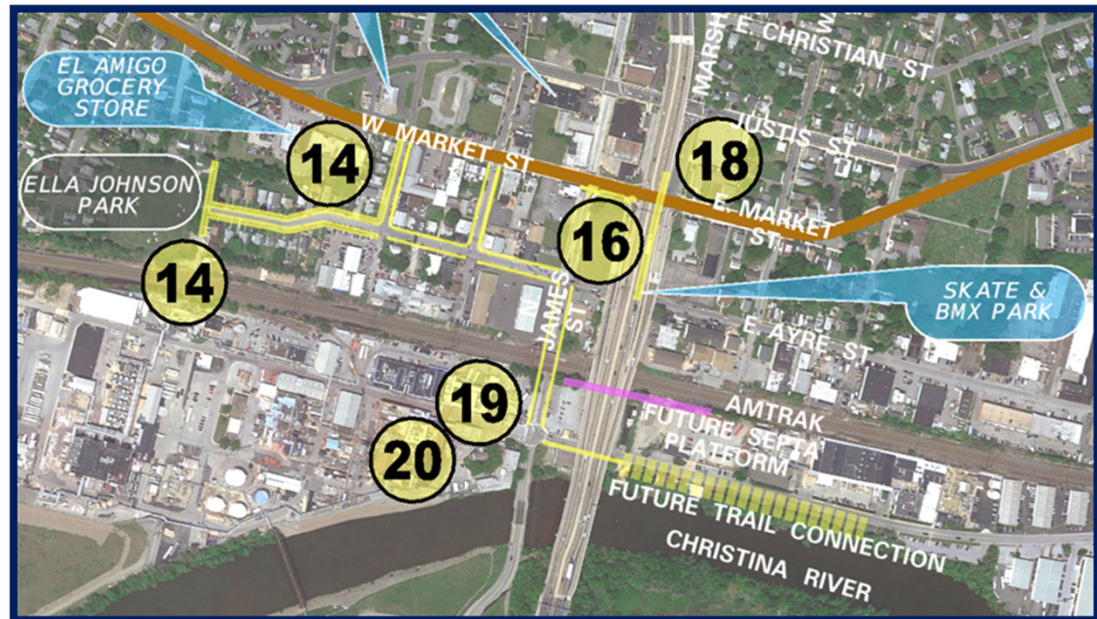 MARSH
E. CHRISTIAN ST
W
EL AMIGO
GROCERY
STORE
W MARKET ST
JUSTIS ST
14
18
ELLA JOHNSON
PARK
E. MARKET
ST.
16
14
JAMES
ST
SKATE &
BMX PARK
E. AYRE ST
19
AMTRAK
FUTURE SEPTA
PLATFORM
20
FUTURE TRAIL CONNECTION
CHRISTINA RIVER